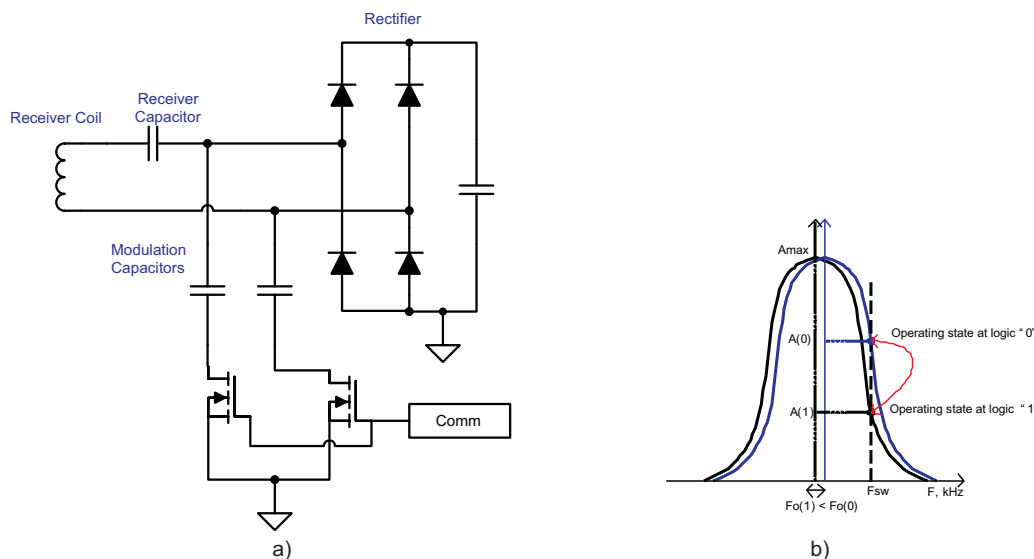 Rectifier
Receiver
Capacitor
Receiver Coil
Modulation
Capacitors
Comm
a)
Amax
A(0)
Operating state at logic “ 0”
A(1)
Operating state at logic “ 1
Fsw
F, kHz
Fo(1) < Fo(0)
b)